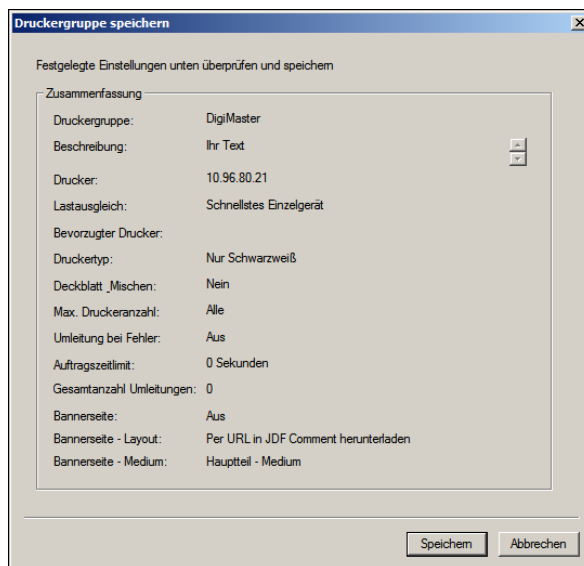 Druckergruppe speichern
Festgelegte Einstellungen unten überprüfen und speichern
Zusammenfassung
Druckergruppe: DigiMaster
Beschreibung: Ihr Text
Drucker: 10.96.80.21
Lastausgleich: Schnellstes Einzelgerät
Bevorzugter Drucker:
Druckertyp: Nur Schwarzweiß
Deckblatt _Mischen: Nein
Max. Druckeranzahl: Alle
Umleitung bei Fehler: Aus
Auftragszeitlimit: 0 Sekunden
Gesamtanzahl Umleitungen: 0
Bannerseite: Aus
Bannerseite - Layout: Per URL in JDF Comment herunterladen
Bannerseite - Medium: Hauptteil - Medium
Speichern Abbrechen